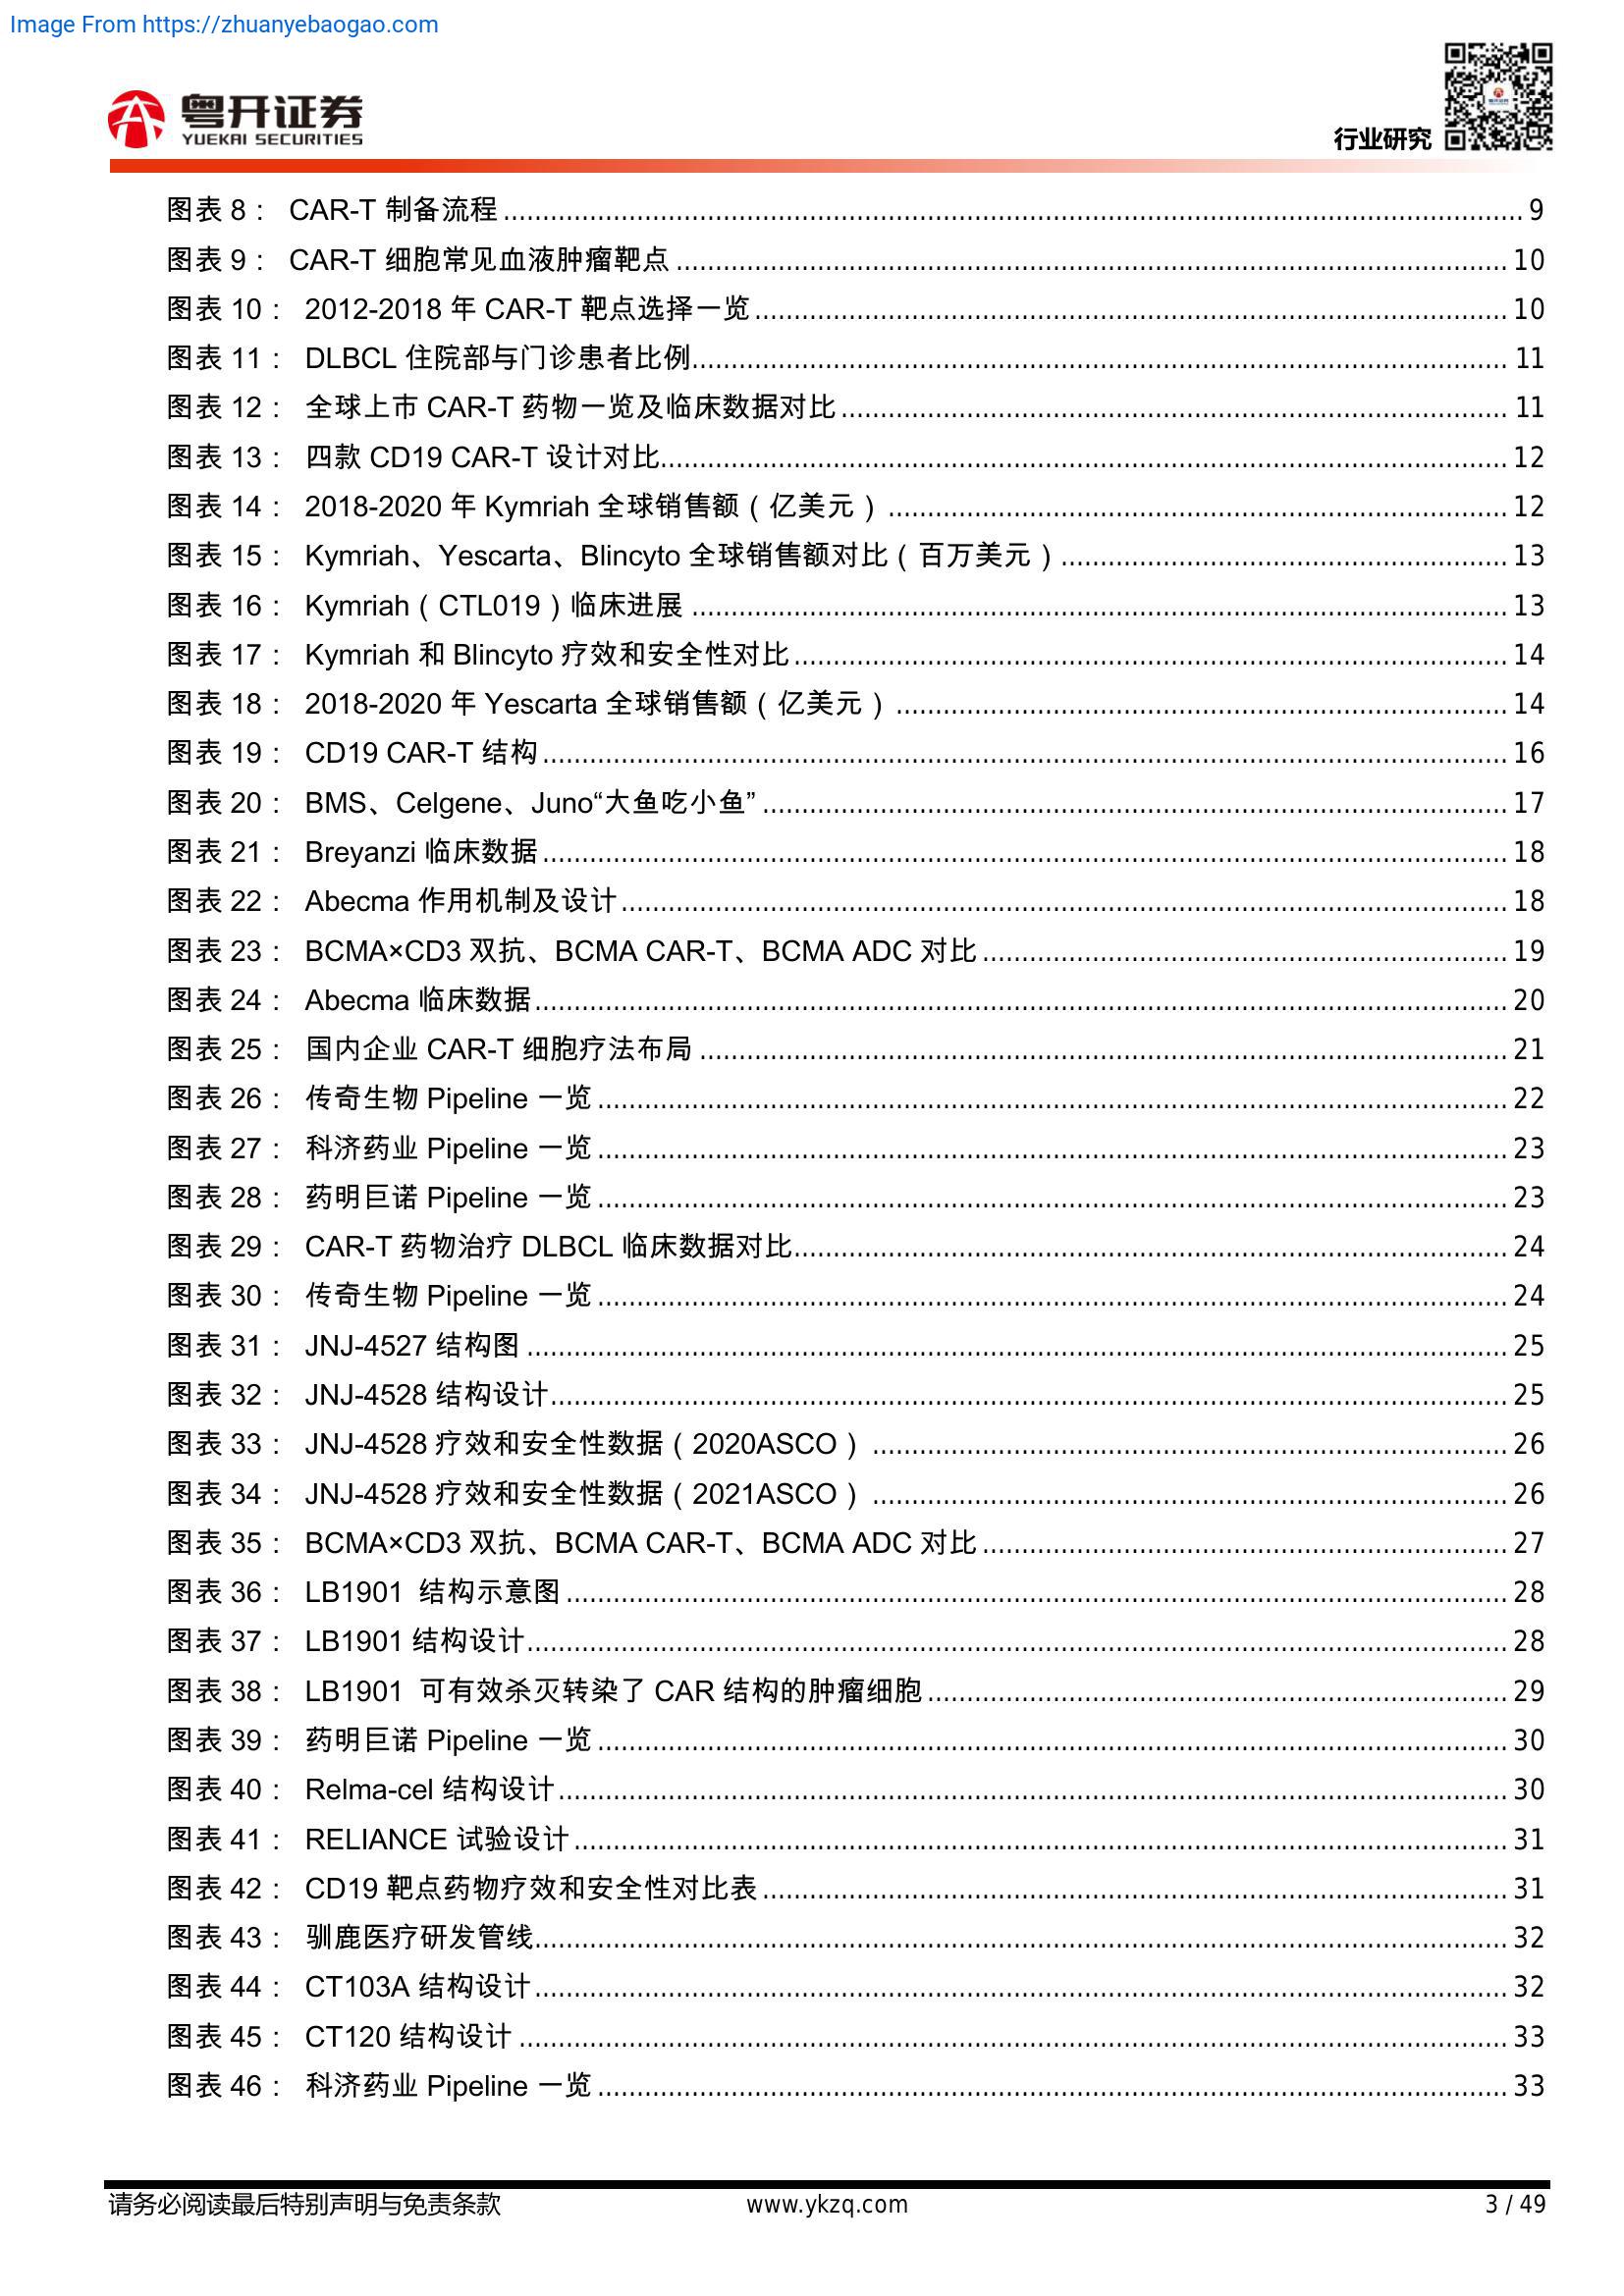 Image From https://zhuanyebaogao.com
粤开证券
YUEKAI SECURITIES
行业研究
图表 8： CAR-T 制备流程 9
图表 9： CAR-T 细胞常见血液肿瘤靶点 10
图表 10： 2012-2018 年 CAR-T 靶点选择一览 10
图表 11： DLBCL 住院部与门诊患者比例 11
图表 12： 全球上市 CAR-T 药物一览及临床数据对比 11
图表 13： 四款 CD19 CAR-T 设计对比 12
图表 14： 2018-2020 年 Kymriah 全球销售额（亿美元） 12
图表 15： Kymriah、Yescarta、Blincyto 全球销售额对比（百万美元） 13
图表 16： Kymriah（CTL019）临床进展 13
图表 17： Kymriah 和 Blincyto 疗效和安全性对比 14
图表 18： 2018-2020 年 Yescarta 全球销售额（亿美元） 14
图表 19： CD19 CAR-T 结构 16
图表 20： BMS、Celgene、Juno“大鱼吃小鱼” 17
图表 21： Breyanzi 临床数据 18
图表 22： Abecma 作用机制及设计 18
图表 23： BCMA×CD3 双抗、BCMA CAR-T、BCMA ADC 对比 19
图表 24： Abecma 临床数据 20
图表 25： 国内企业 CAR-T 细胞疗法布局 21
图表 26： 传奇生物 Pipeline 一览 22
图表 27： 科济药业 Pipeline 一览 23
图表 28： 药明巨诺 Pipeline 一览 23
图表 29： CAR-T 药物治疗 DLBCL 临床数据对比 24
图表 30： 传奇生物 Pipeline 一览 24
图表 31： JNJ-4527 结构图 25
图表 32： JNJ-4528 结构设计 25
图表 33： JNJ-4528 疗效和安全性数据（2020ASCO） 26
图表 34： JNJ-4528 疗效和安全性数据（2021ASCO） 26
图表 35： BCMA×CD3 双抗、BCMA CAR-T、BCMA ADC 对比 27
图表 36： LB1901 结构示意图 28
图表 37： LB1901 结构设计 28
图表 38： LB1901 可有效杀灭转染了 CAR 结构的肿瘤细胞 29
图表 39： 药明巨诺 Pipeline 一览 30
图表 40： Relma-cel 结构设计 30
图表 41： RELIANCE 试验设计 31
图表 42： CD19 靶点药物疗效和安全性对比表 31
图表 43： 驯鹿医疗研发管线 32
图表 44： CT103A 结构设计 32
图表 45： CT120 结构设计 33
图表 46： 科济药业 Pipeline 一览 33
请务必阅读最后特别声明与免责条款 www.ykzq.com 3 / 49